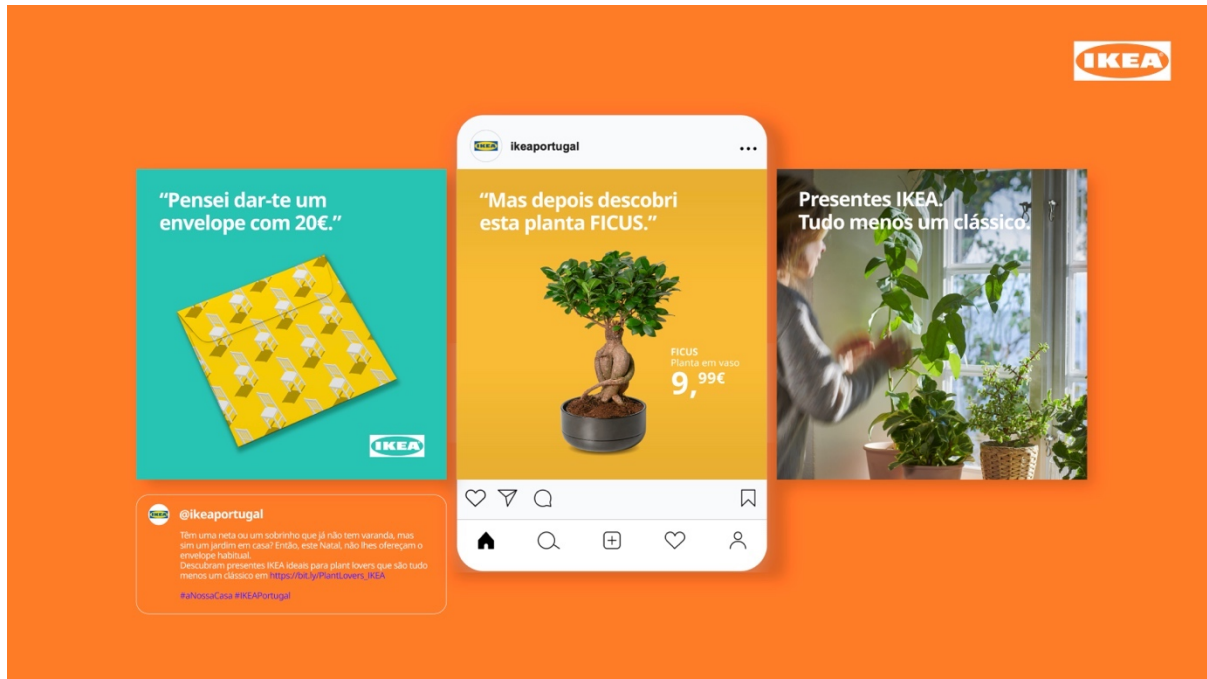 IKEA
"Pensei dar-te um
envelope com 20€."
IKEA
@ikeaportugal
Têm uma neta ou um sobrinho que já não tem varanda, mas
sim um jardim em casa? Então, este Natal, não lhes ofereçam o
envelope habitual.
Descubram presentes IKEA ideais para plant lovers que são tudo
menos um clássico em https://bit.ly/PlantLovers_IKEA
#aNossaCasa #IKEAPortugal
IKEA
ikeaportugal
"Mas depois descobri
esta planta FICUS."
FICUS
Planta em vaso
9,99€
Presentes IKEA.
Tudo menos um clássico.